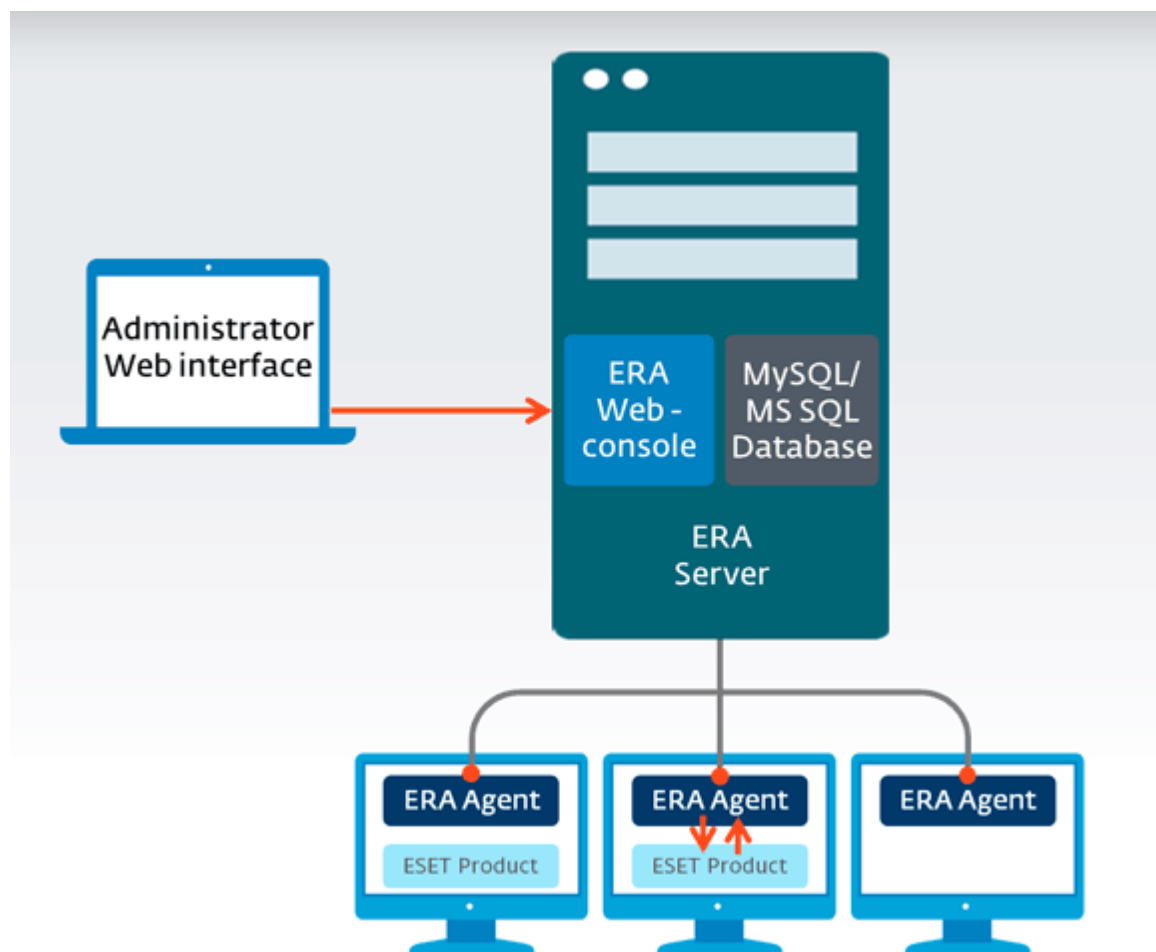 Administrator
Web interface
ERA
Web -
console
MySQL/
MS SQL
Database
ERA
Server
ERA Agent
ESET Product
ERA Agent
ESET Product
ERA Agent